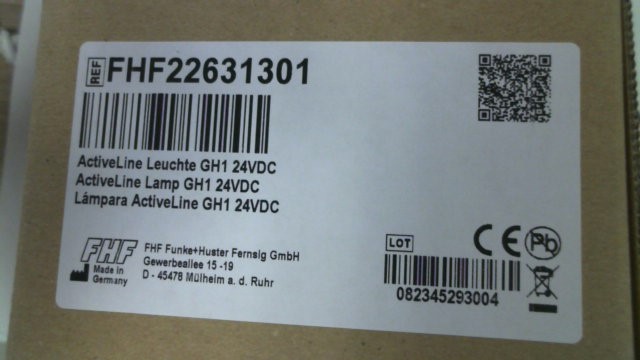 REF FHF22631301
ActiveLine Leuchte GH1 24VDC
ActiveLine Lamp GH1 24VDC
Lámpara ActiveLine GH1 24VDC
FHF
Made in
Germany
FHF Funke+Huster Fernsig GmbH
Gewerbeallee 15 -19
D - 45478 Mülheim a. d. Ruhr
LOT
CE
Pb
082345293004